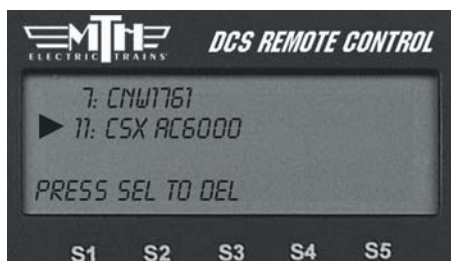 MTH
ELECTRIC TRAINS
DCS REMOTE CONTROL
7: CNW1761
11: CSX AC6000
PRESS SEL TO DEL
S1 S2 S3 S4 S5